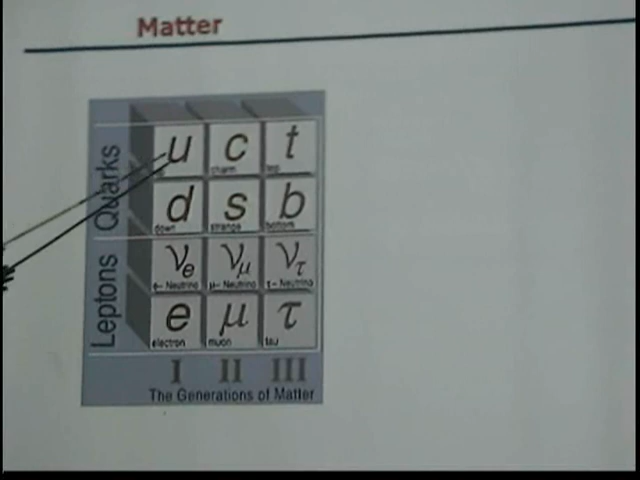 Matter
Quarks
Leptons
u c t
charm top
d s b
down strange bottom
νe νμ ντ
e- Neutrino μ- Neutrino τ- Neutrino
e μ τ
electron muon tau
I II III
The Generations of Matter